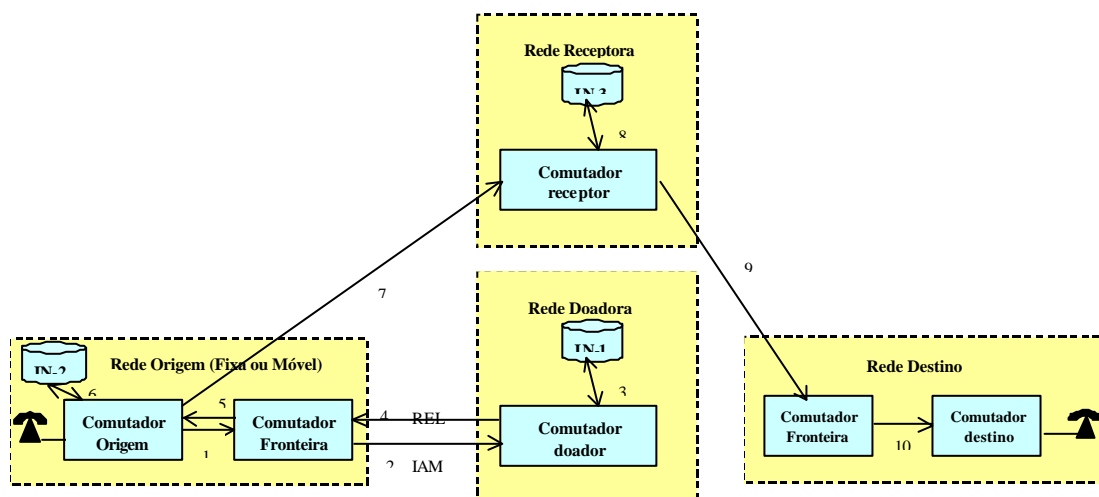 Rede Receptora
IN-3
8
Comutador
receptor
9
7
Rede Doadora
IN-1
3
Comutador
doador
Rede Origem (Fixa ou Móvel)
IN-2
6
5
4 REL
Comutador
Origem
1
Comutador
Fronteira
2 IAM
Rede Destino
Comutador
Fronteira
10
Comutador
destino